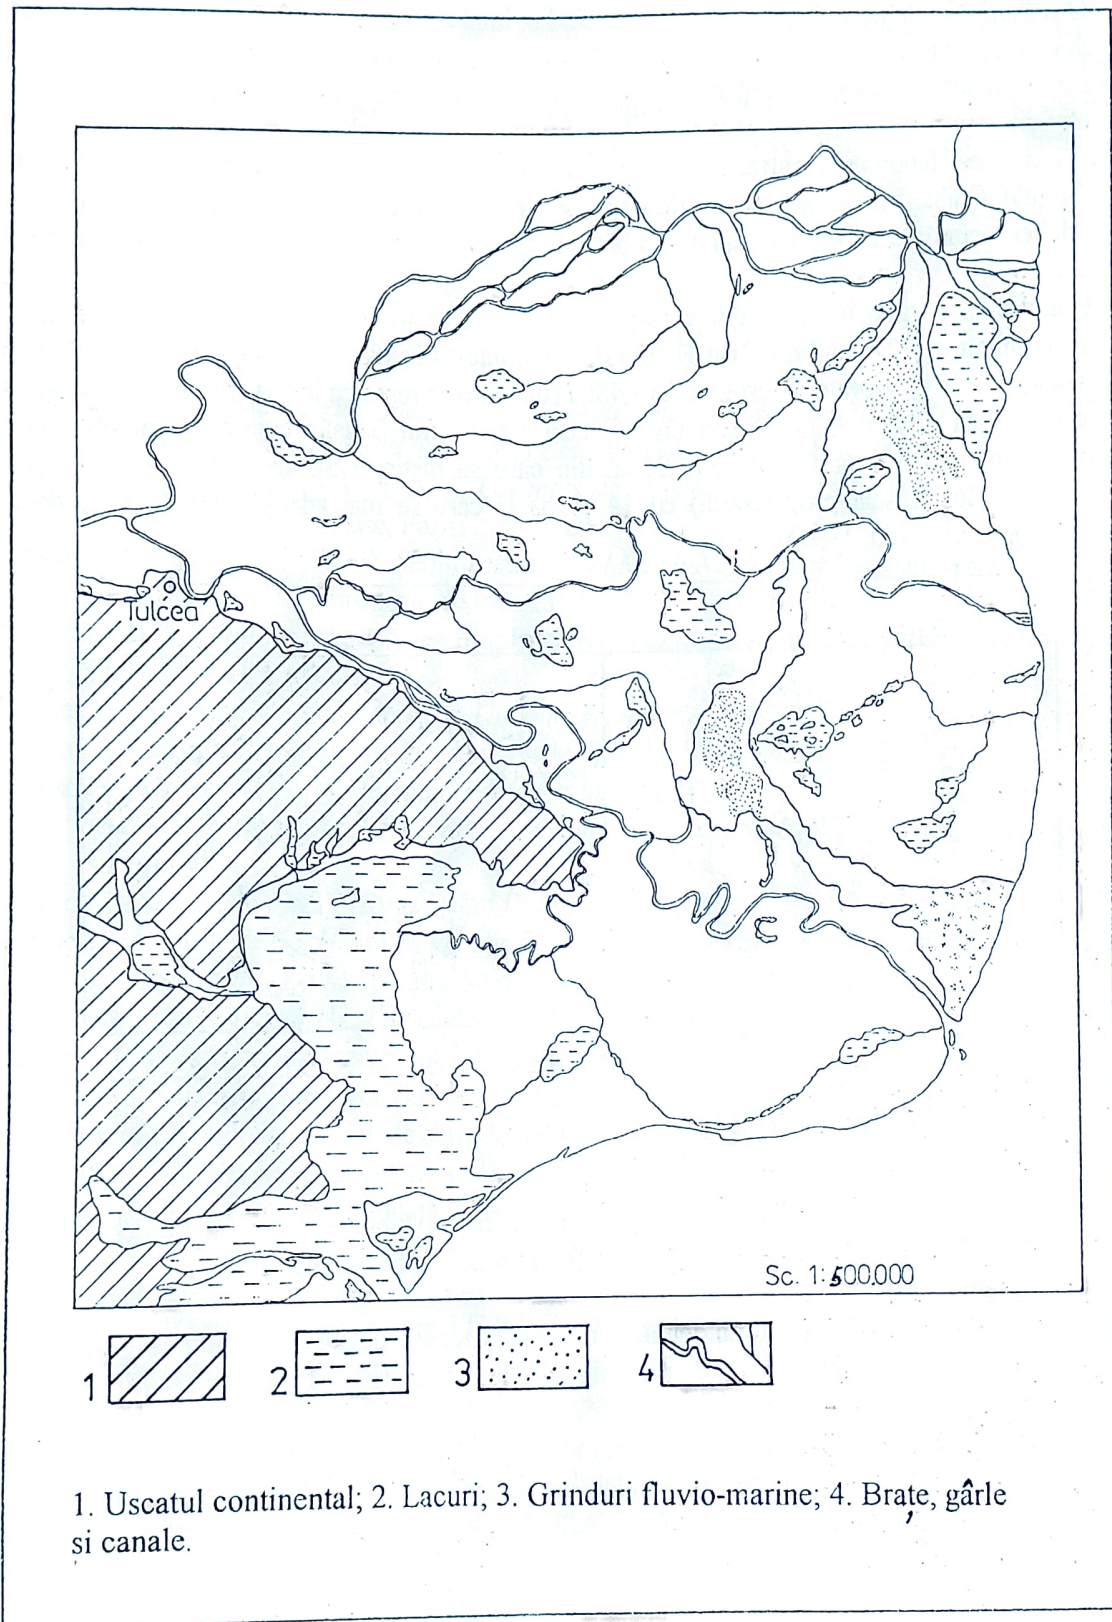 Tulcea
Sc. 1:500.000
1
2
3
4
1. Uscatul continental; 2. Lacuri; 3. Grinduri fluvio-marine; 4. Brațe, gârle
si canale.